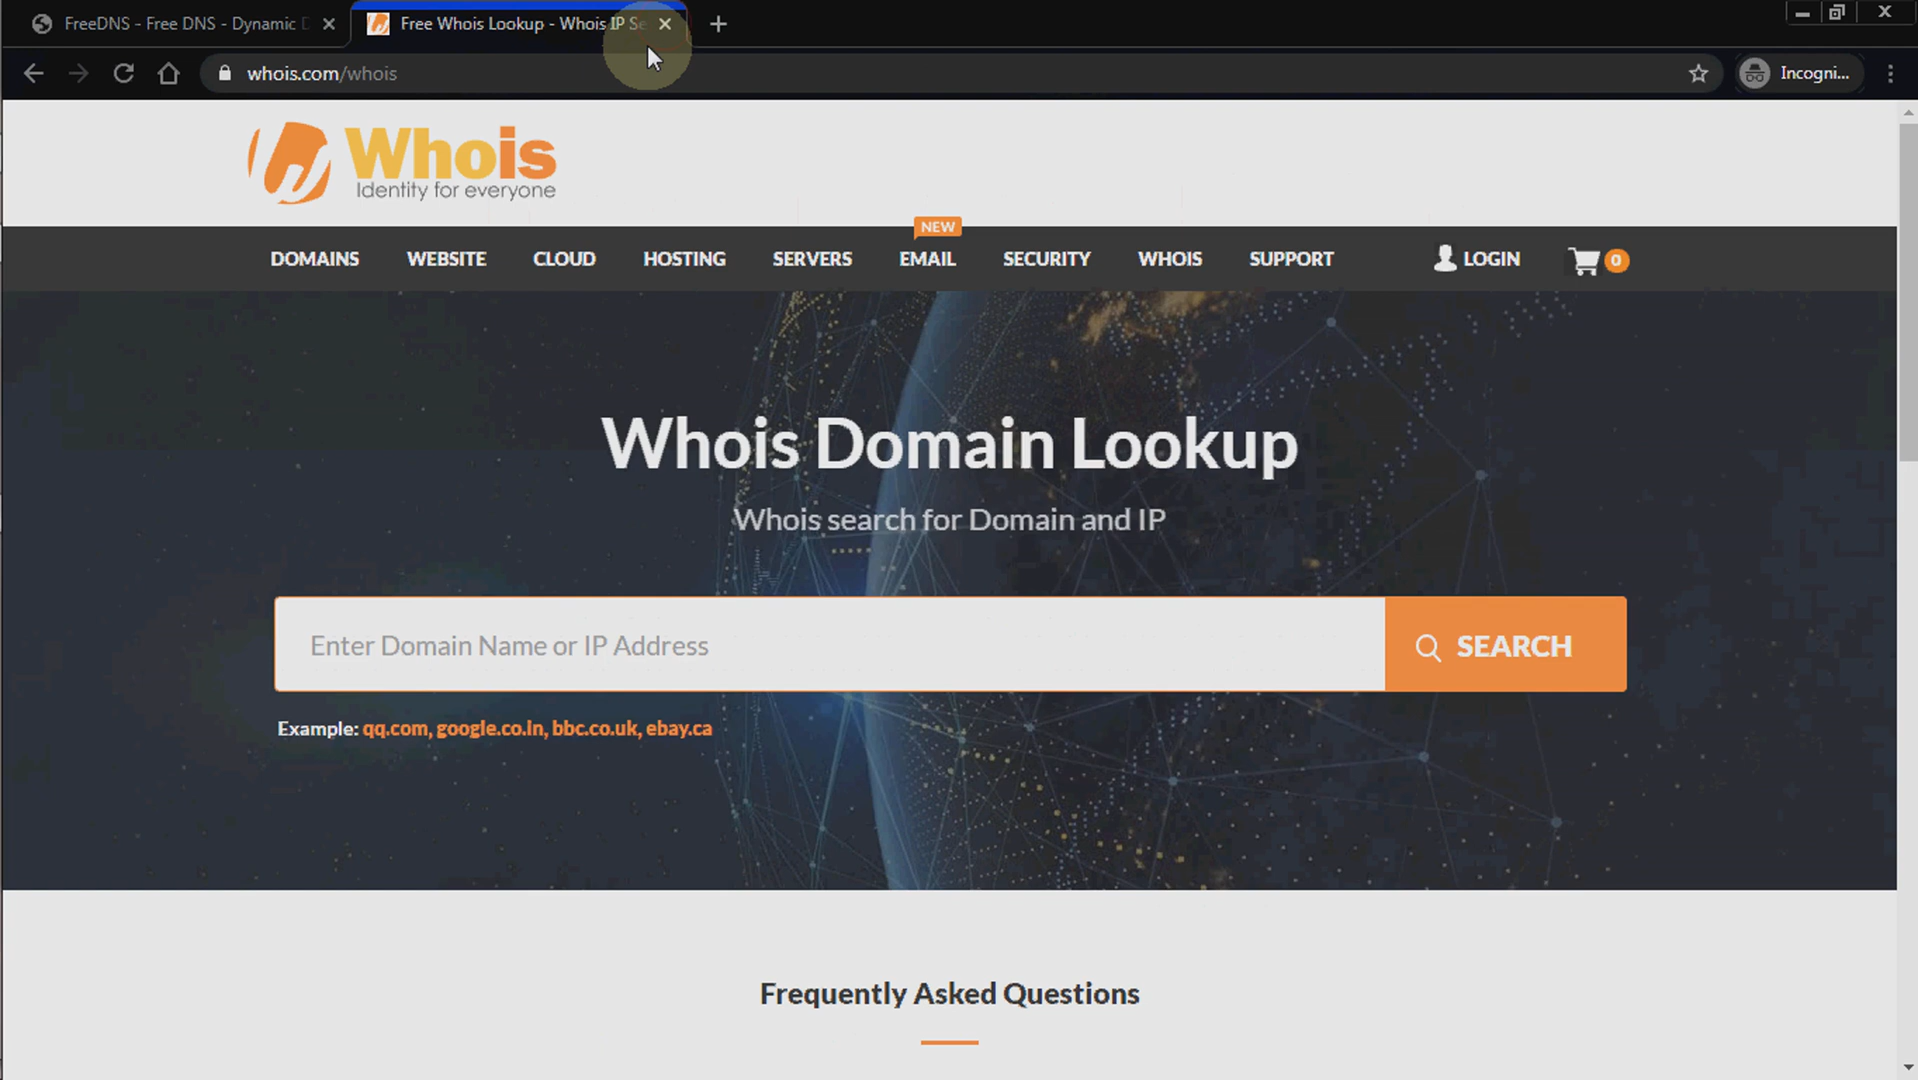 FreeDNS - Free DNS - Dynamic D
Free Whois Lookup - Whois IP Se
whois.com/whois
Incogni...
Whois
Identity for everyone
NEW
DOMAINS WEBSITE CLOUD HOSTING SERVERS EMAIL SECURITY WHOIS SUPPORT LOGIN 0
Whois Domain Lookup
Whois search for Domain and IP
Enter Domain Name or IP Address
SEARCH
Example: qq.com, google.co.in, bbc.co.uk, ebay.ca
Frequently Asked Questions